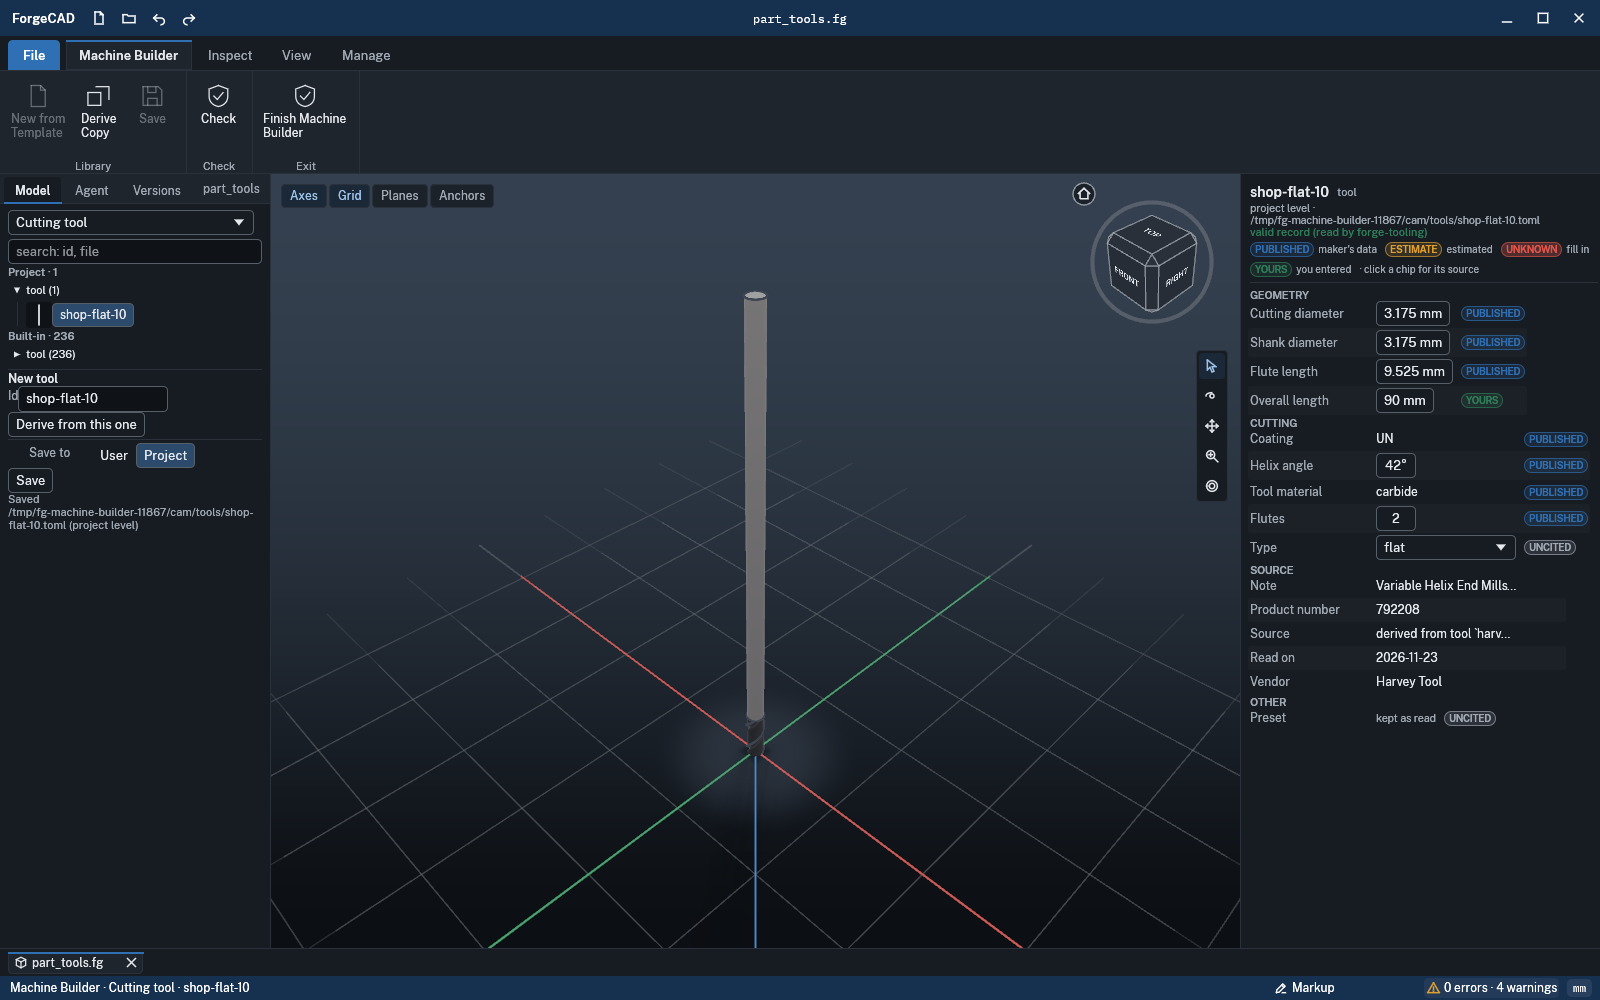 ForgeCAD
part_tools.fg
File Machine Builder Inspect View Manage
New from Template
Derive Copy
Save
Check
Finish Machine Builder
Library Check Exit
Model Agent Versions part_tools
Cutting tool
search: id, file
Project · 1
tool (1)
shop-flat-10
Built-in · 236
tool (236)
New tool
Id shop-flat-10
Derive from this one
Save to User Project
Save
Saved
/tmp/fg-machine-builder-11867/cam/tools/shop-
flat-10.toml (project level)
Axes Grid Planes Anchors
TOP
FRONT RIGHT
shop-flat-10 tool
project level ·
/tmp/fg-machine-builder-11867/cam/tools/shop-flat-10.toml
valid record (read by forge-tooling)
PUBLISHED maker's data ESTIMATE estimated UNKNOWN fill in
YOURS you entered · click a chip for its source
GEOMETRY
Cutting diameter 3.175 mm PUBLISHED
Shank diameter 3.175 mm PUBLISHED
Flute length 9.525 mm PUBLISHED
Overall length 90 mm YOURS
CUTTING
Coating UN PUBLISHED
Helix angle 42° PUBLISHED
Tool material carbide PUBLISHED
Flutes 2 PUBLISHED
Type flat UNCITED
SOURCE
Note Variable Helix End Mills...
Product number 792208
Source derived from tool `harv...
Read on 2026-11-23
Vendor Harvey Tool
OTHER
Preset kept as read UNCITED
part_tools.fg
Machine Builder · Cutting tool · shop-flat-10
Markup
0 errors · 4 warnings
mm